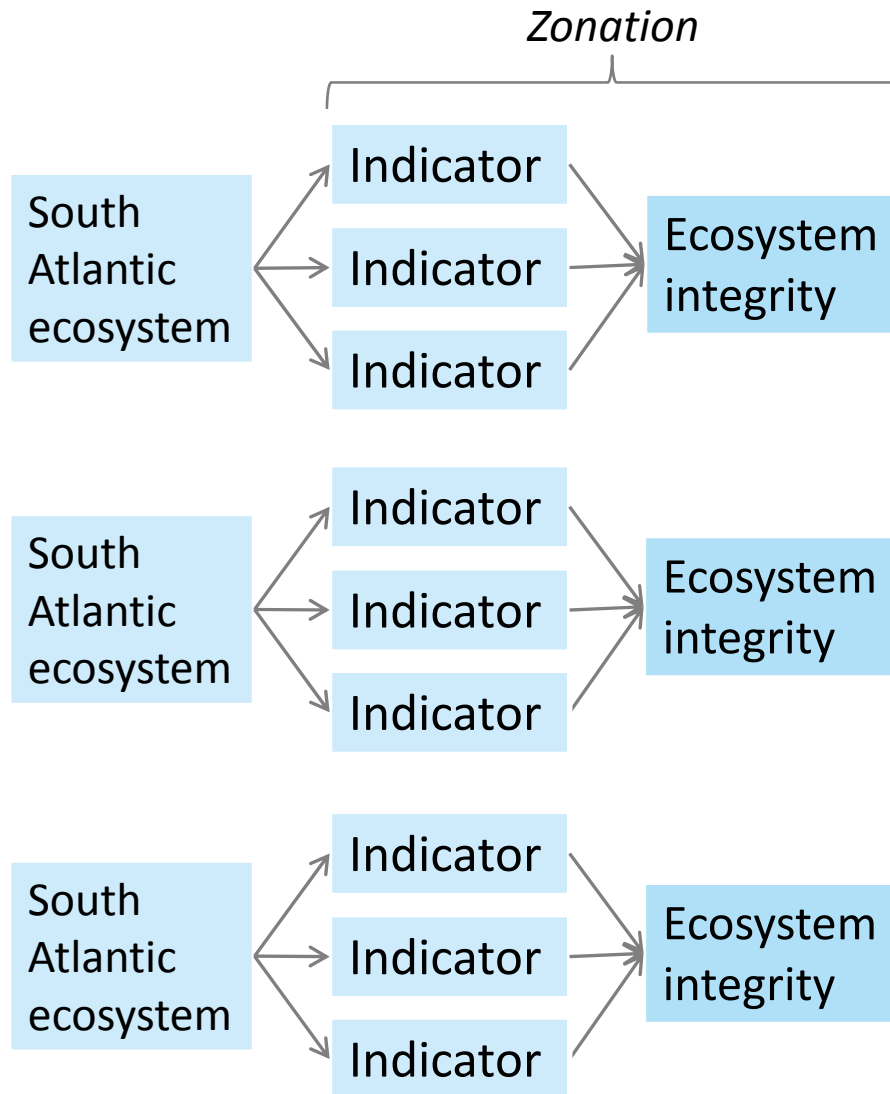 Zonation
South
Atlantic
ecosystem
Indicator
Indicator
Indicator
Ecosystem
integrity
South
Atlantic
ecosystem
Indicator
Indicator
Indicator
Ecosystem
integrity
South
Atlantic
ecosystem
Indicator
Indicator
Indicator
Ecosystem
integrity